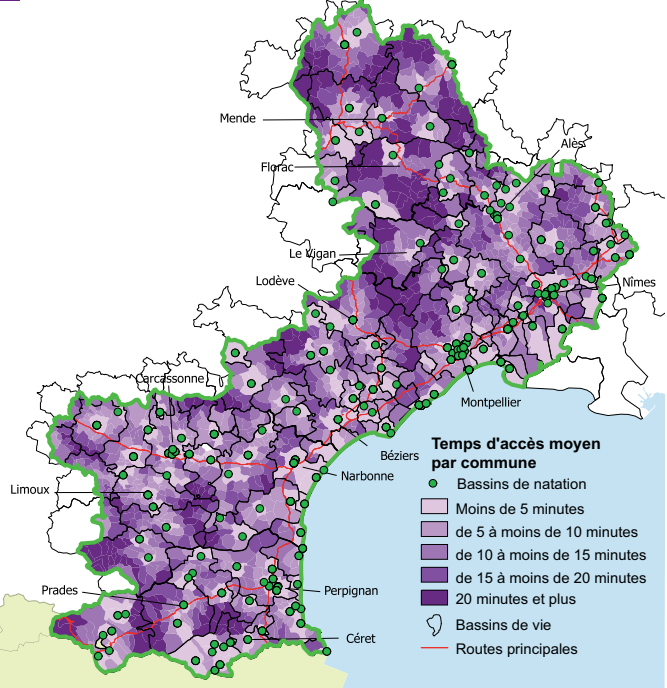 Mende
Alès
Florac
Le Vigan
Lodève
Nîmes
Carcassonne
Montpellier
Béziers
Narbonne
Limoux
Prades
Perpignan
Céret
Temps d'accès moyen
par commune
Bassins de natation
Moins de 5 minutes
de 5 à moins de 10 minutes
de 10 à moins de 15 minutes
de 15 à moins de 20 minutes
20 minutes et plus
Bassins de vie
Routes principales